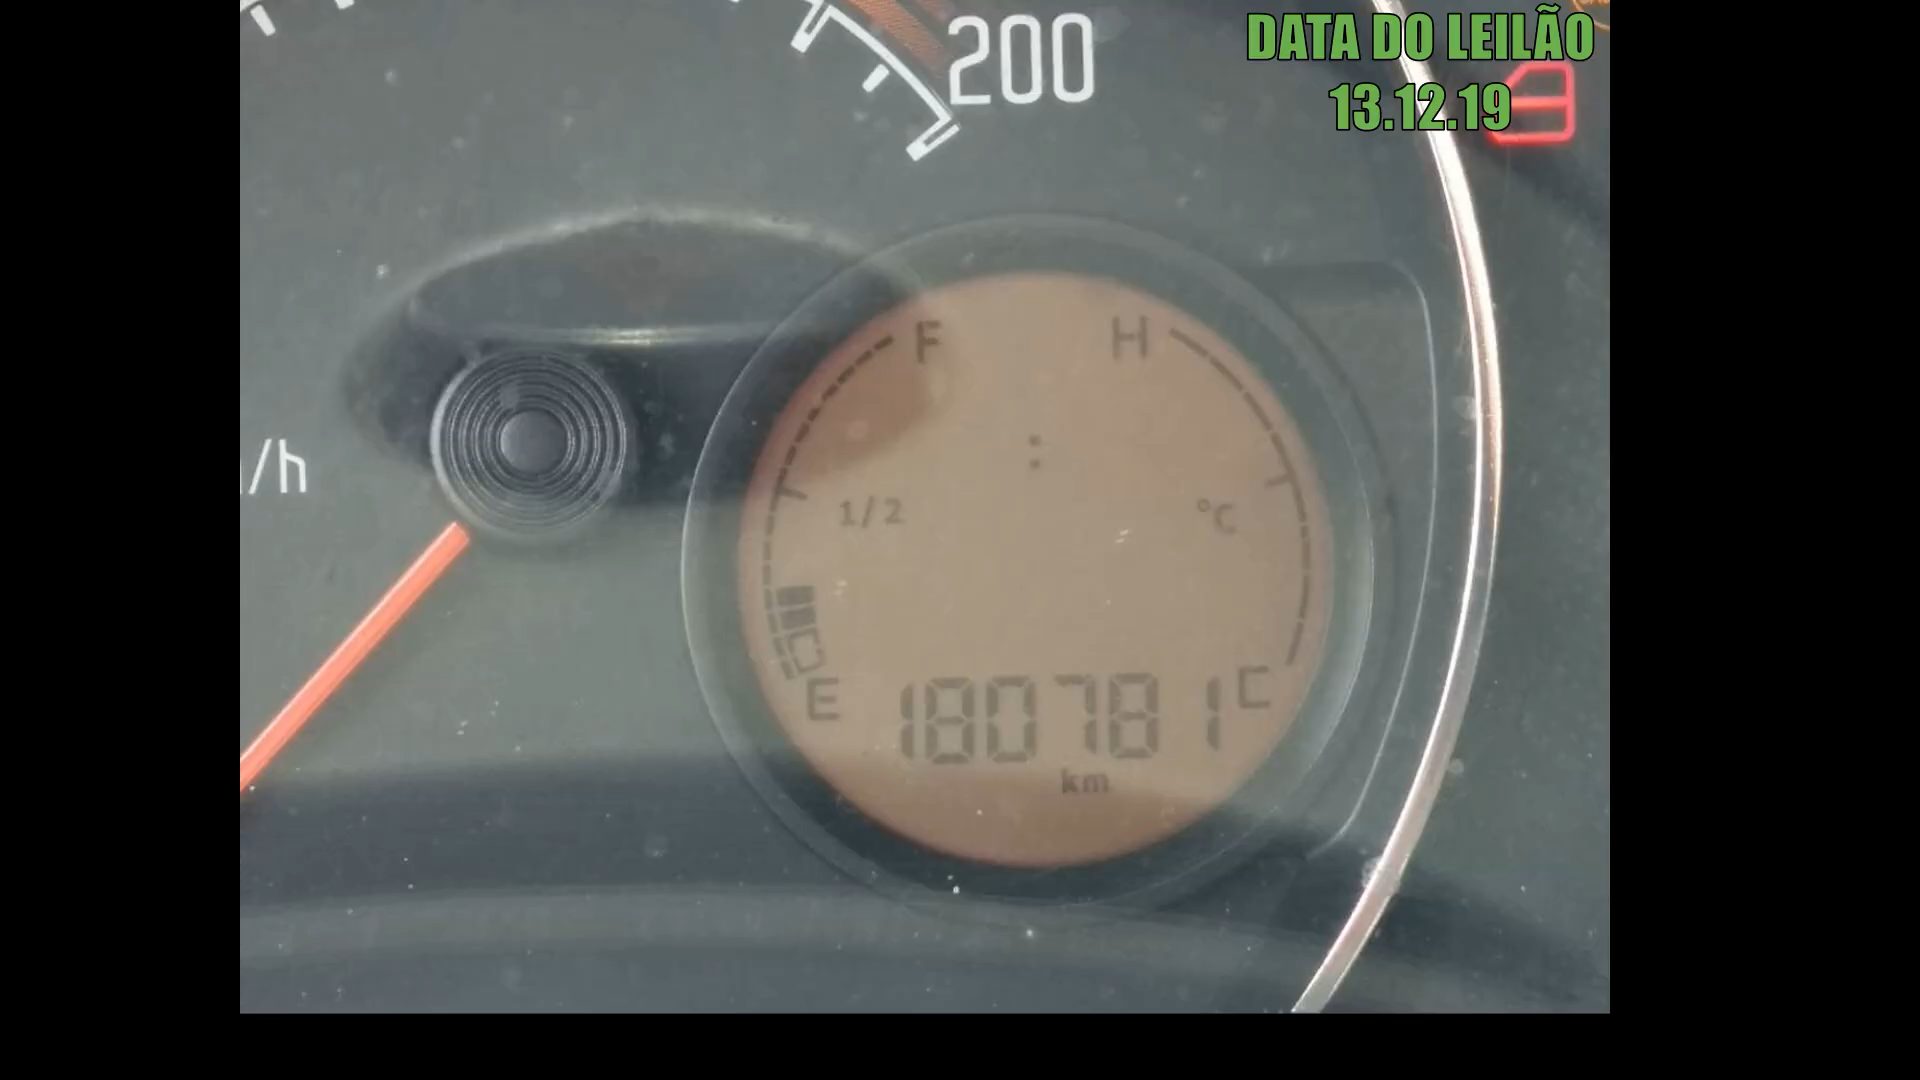 DATA DO LEILÃO
13.12.19
200
/h
F H
:
1/2 °C
E 180781 C
km